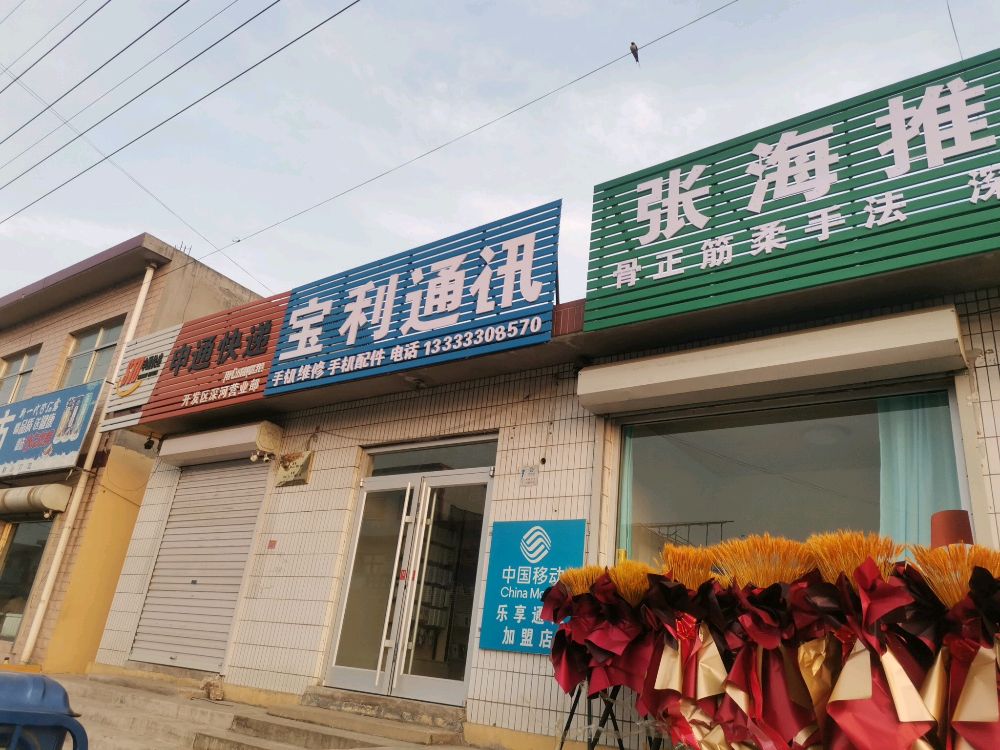 申通快递
开发区深河营业部
宝利通讯
手机维修 手机配件 电话 13333308570
张海推
骨正筋柔手法 深
中国移动
China Mo
乐享通
加盟店